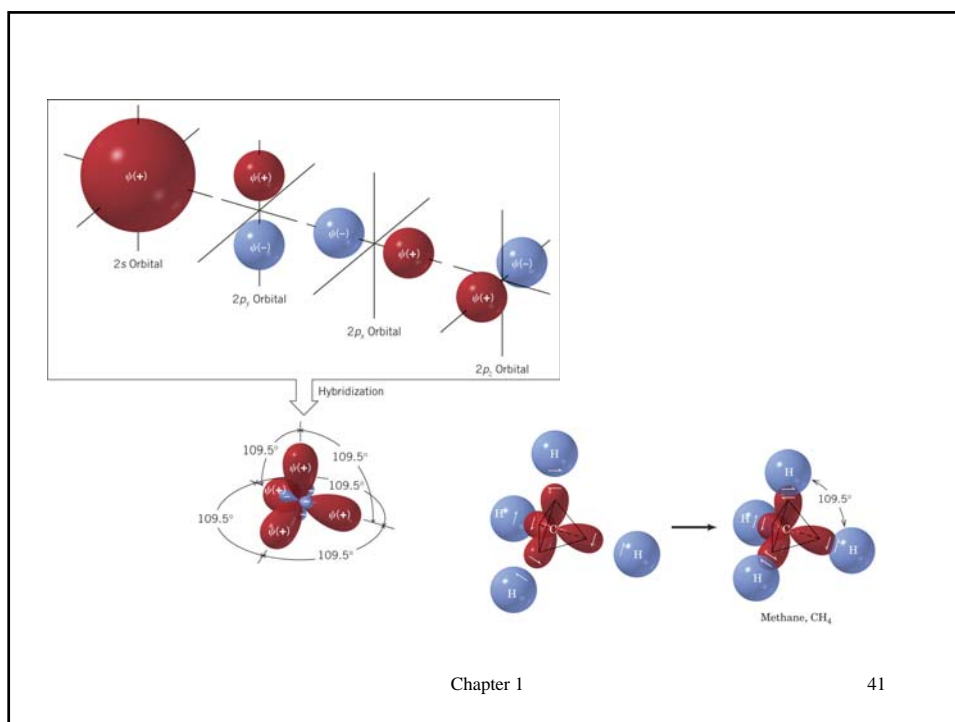 ψ(+)
2s Orbital
ψ(+)
ψ(–)
2p_y Orbital
ψ(–)
ψ(+)
2p_x Orbital
ψ(–)
ψ(+)
2p_z Orbital
Hybridization
109.5°
109.5°
ψ(+)
109.5°
ψ(+)
ψ(+)
109.5°
ψ(+)
109.5°
H
H
C
H
H
H
109.5°
H
C
H
H
Methane, CH₄
Chapter 1 41